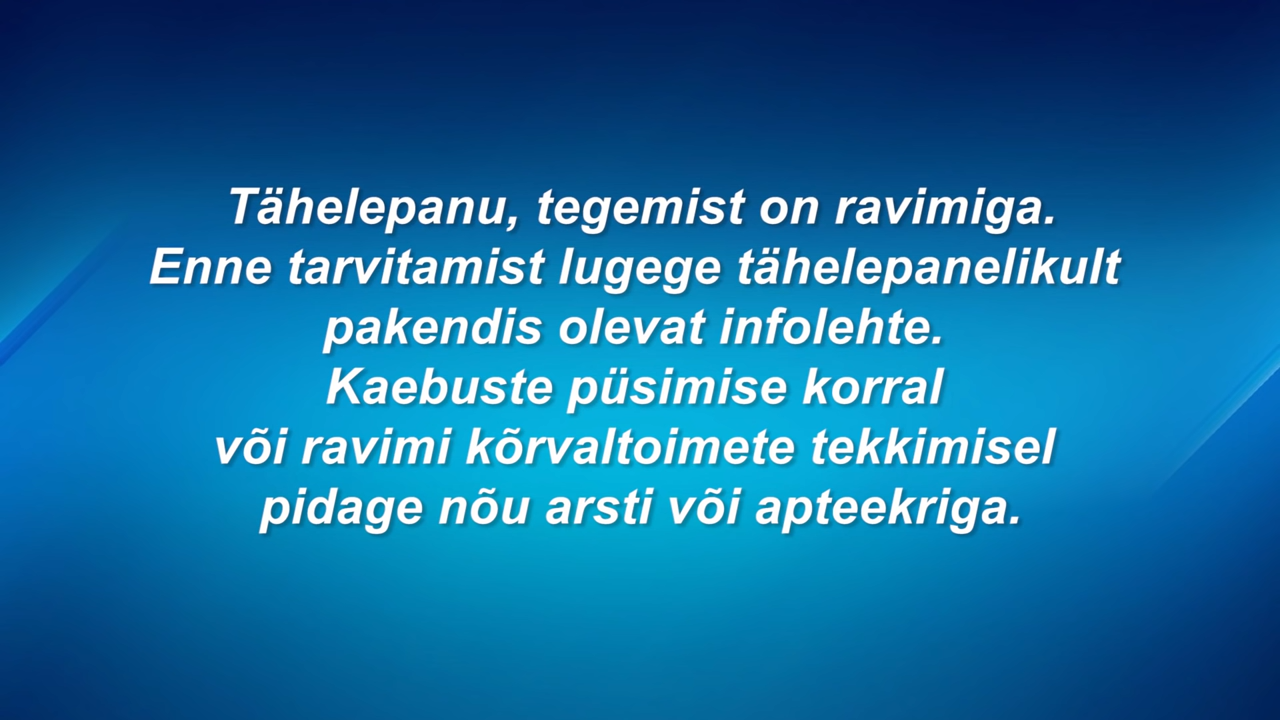 Tähelepanu, tegemist on ravimiga.
Enne tarvitamist lugege tähelepanelikult
pakendis olevat infolehte.
Kaebuste püsimise korral
või ravimi kõrvaltoimete tekkimisel
pidage nõu arsti või apteekriga.